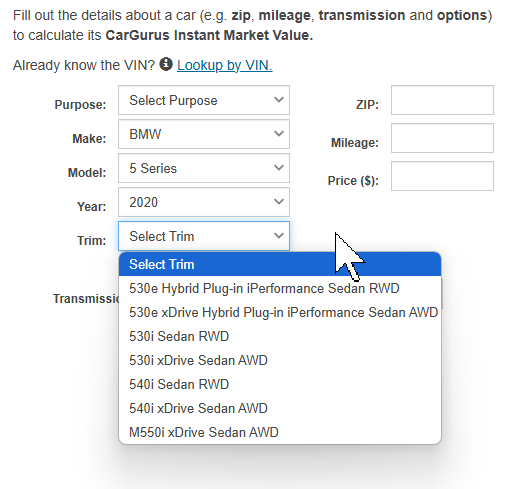 Fill out the details about a car (e.g. zip, mileage, transmission and options)
to calculate its CarGurus Instant Market Value.
Already know the VIN? Lookup by VIN.
Purpose: Select Purpose
Make: BMW
Model: 5 Series
Year: 2020
Trim: Select Trim
ZIP:
Mileage:
Price ($):
Select Trim
530e Hybrid Plug-in iPerformance Sedan RWD
530e xDrive Hybrid Plug-in iPerformance Sedan AWD
530i Sedan RWD
530i xDrive Sedan AWD
540i Sedan RWD
540i xDrive Sedan AWD
M550i xDrive Sedan AWD